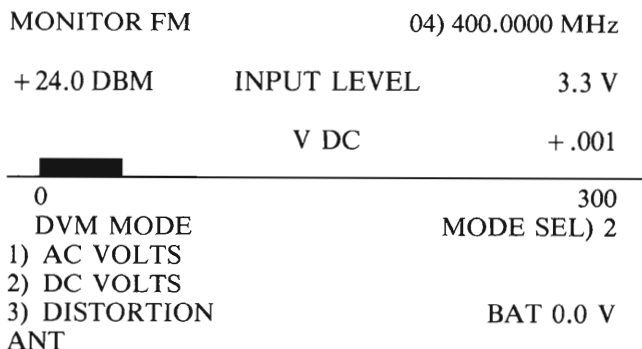 MONITOR FM 04) 400.0000 MHz
+24.0 DBM INPUT LEVEL 3.3 V
V DC +.001
0 300
DVM MODE MODE SEL) 2
1) AC VOLTS
2) DC VOLTS
3) DISTORTION BAT 0.0 V
ANT